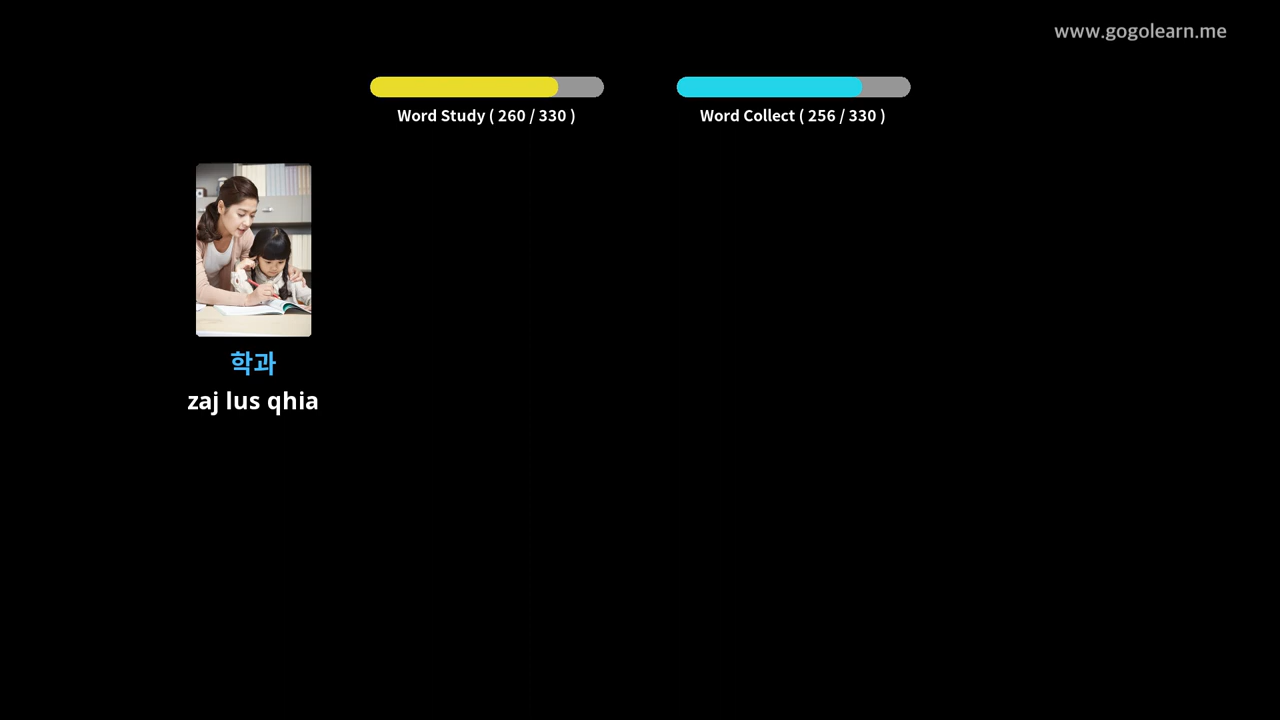 www.gogolearn.me
Word Study ( 260 / 330 )
Word Collect ( 256 / 330 )
학과
zaj lus qhia